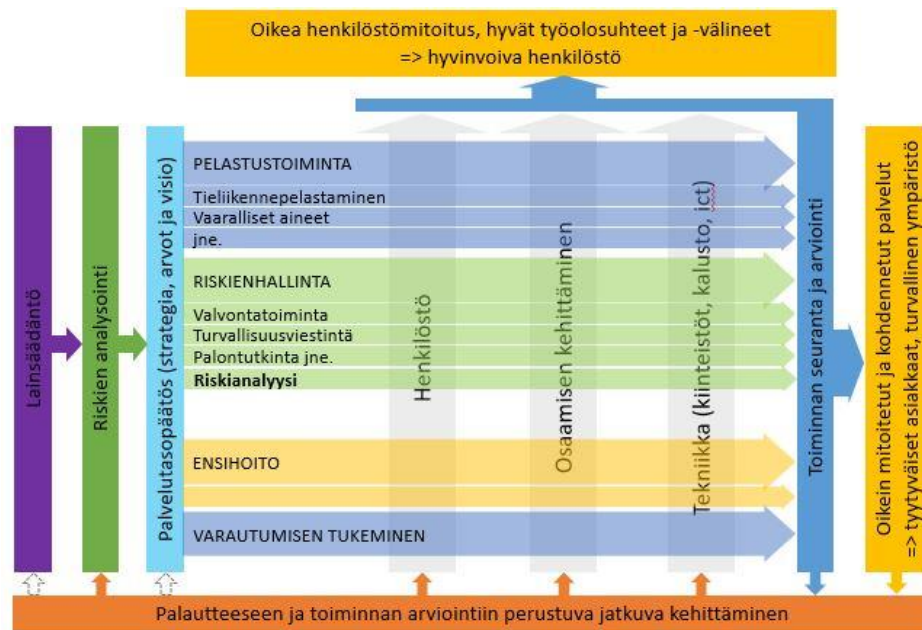 Oikea henkilöstömitoitus, hyvät työolosuhteet ja -välineet
=> hyvinvoiva henkilöstö
Lainsäädäntö
Riskien analysointi
Palvelutasopäätös (strategia, arvot ja visio)
PELASTUSTOIMINTA
Tieliikennepelastaminen
Vaaralliset aineet
jne.
RISKIENHALLINTA
Valvontatoiminta
Turvallisuusviestintä
Palontutkinta jne.
Riskianalyysi
ENSIHOITO
VARAUTUMISEN TUKEMINEN
Henkilöstö
Osaamisen kehittäminen
Tekniikka (kiinteistöt, kalusto, ict)
Toiminnan seuranta ja arviointi
Oikein mitoitetut ja kohdennetut palvelut
=> tyytyväiset asiakkaat, turvallinen ympäristö
Palautteeseen ja toiminnan arviointiin perustuva jatkuva kehittäminen